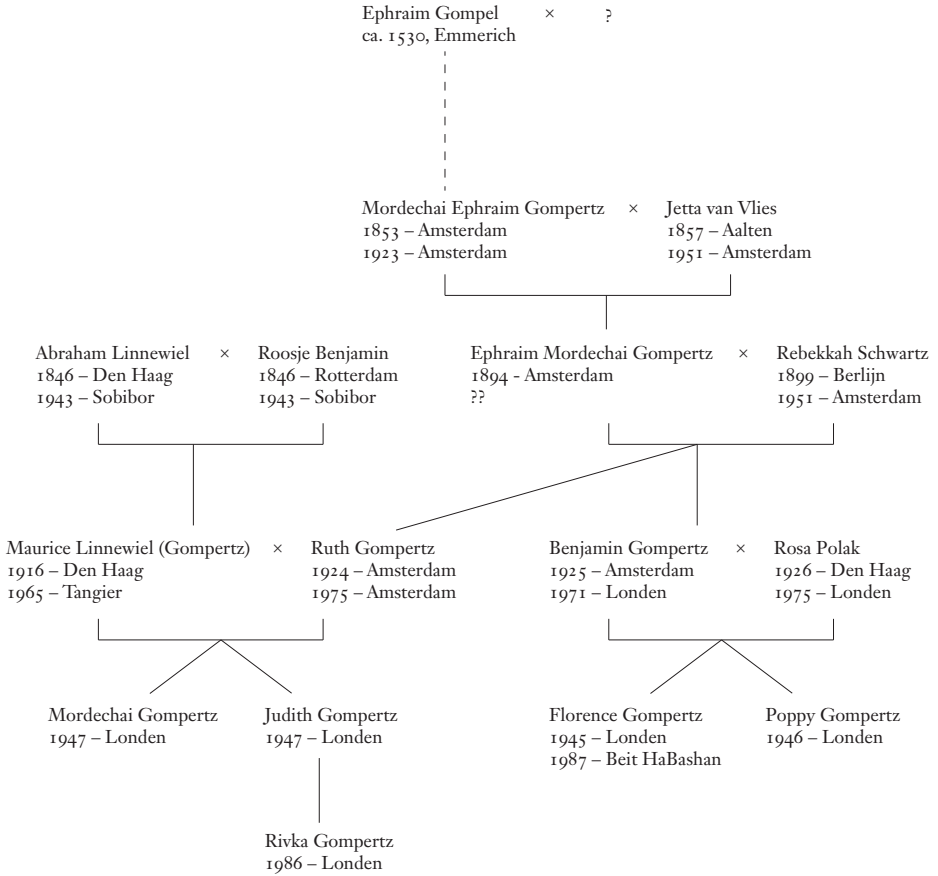 Ephraim Gompel × ?
ca. 1530, Emmerich
Mordechai Ephraim Gompertz × Jetta van Vlies
1853 – Amsterdam 1857 – Aalten
1923 – Amsterdam 1951 – Amsterdam
Abraham Linnewiel × Roosje Benjamin Ephraim Mordechai Gompertz × Rebekkah Schwartz
1846 – Den Haag 1846 – Rotterdam 1894 - Amsterdam 1899 – Berlijn
1943 – Sobibor 1943 – Sobibor ?? 1951 – Amsterdam
Maurice Linnewiel (Gompertz) × Ruth Gompertz Benjamin Gompertz × Rosa Polak
1916 – Den Haag 1924 – Amsterdam 1925 – Amsterdam 1926 – Den Haag
1965 – Tangier 1975 – Amsterdam 1971 – Londen 1975 – Londen
Mordechai Gompertz Judith Gompertz Florence Gompertz Poppy Gompertz
1947 – Londen 1947 – Londen 1945 – Londen 1946 – Londen
1987 – Beit HaBashan
Rivka Gompertz
1986 – Londen